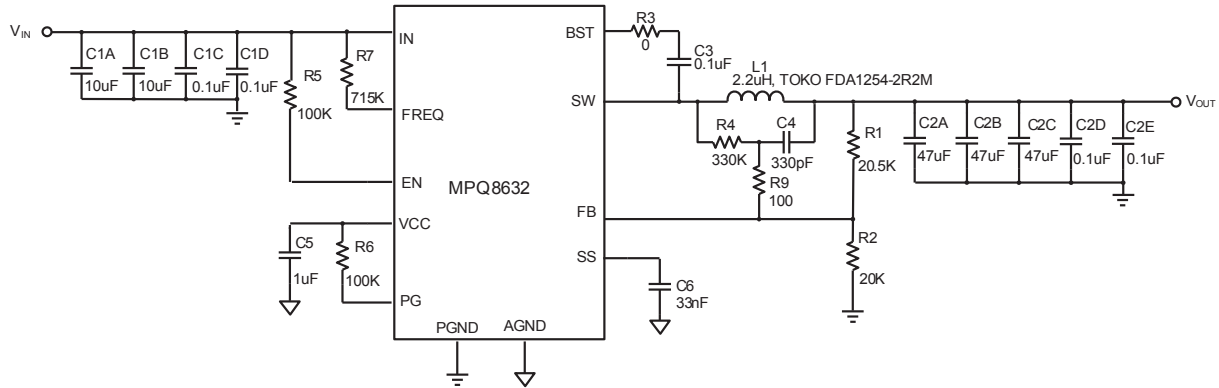 V_IN
C1A
10uF
C1B
10uF
C1C
0.1uF
C1D
0.1uF
R5
100K
R7
715K
IN
FREQ
EN
VCC
PG
MPQ8632
BST
SW
FB
SS
PGND
AGND
C5
1uF
R6
100K
R3
0
C3
0.1uF
L1
2.2uH, TOKO FDA1254-2R2M
R4
330K
C4
330pF
R9
100
R1
20.5K
R2
20K
C6
33nF
C2A
47uF
C2B
47uF
C2C
47uF
C2D
0.1uF
C2E
0.1uF
V_OUT